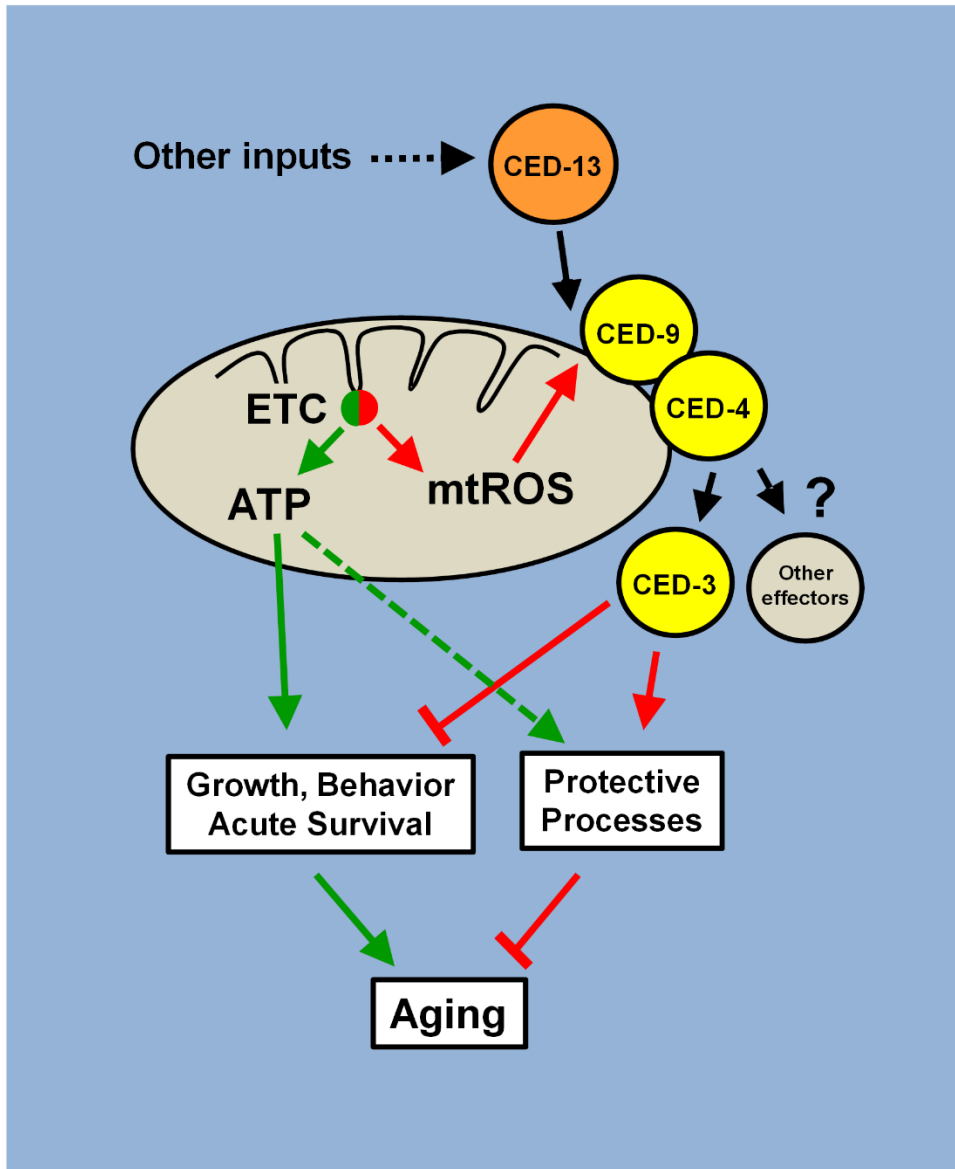 Other inputs
CED-13
CED-9
CED-4
ETC
ATP
mtROS
?
CED-3
Other
effectors
Growth, Behavior
Acute Survival
Protective
Processes
Aging